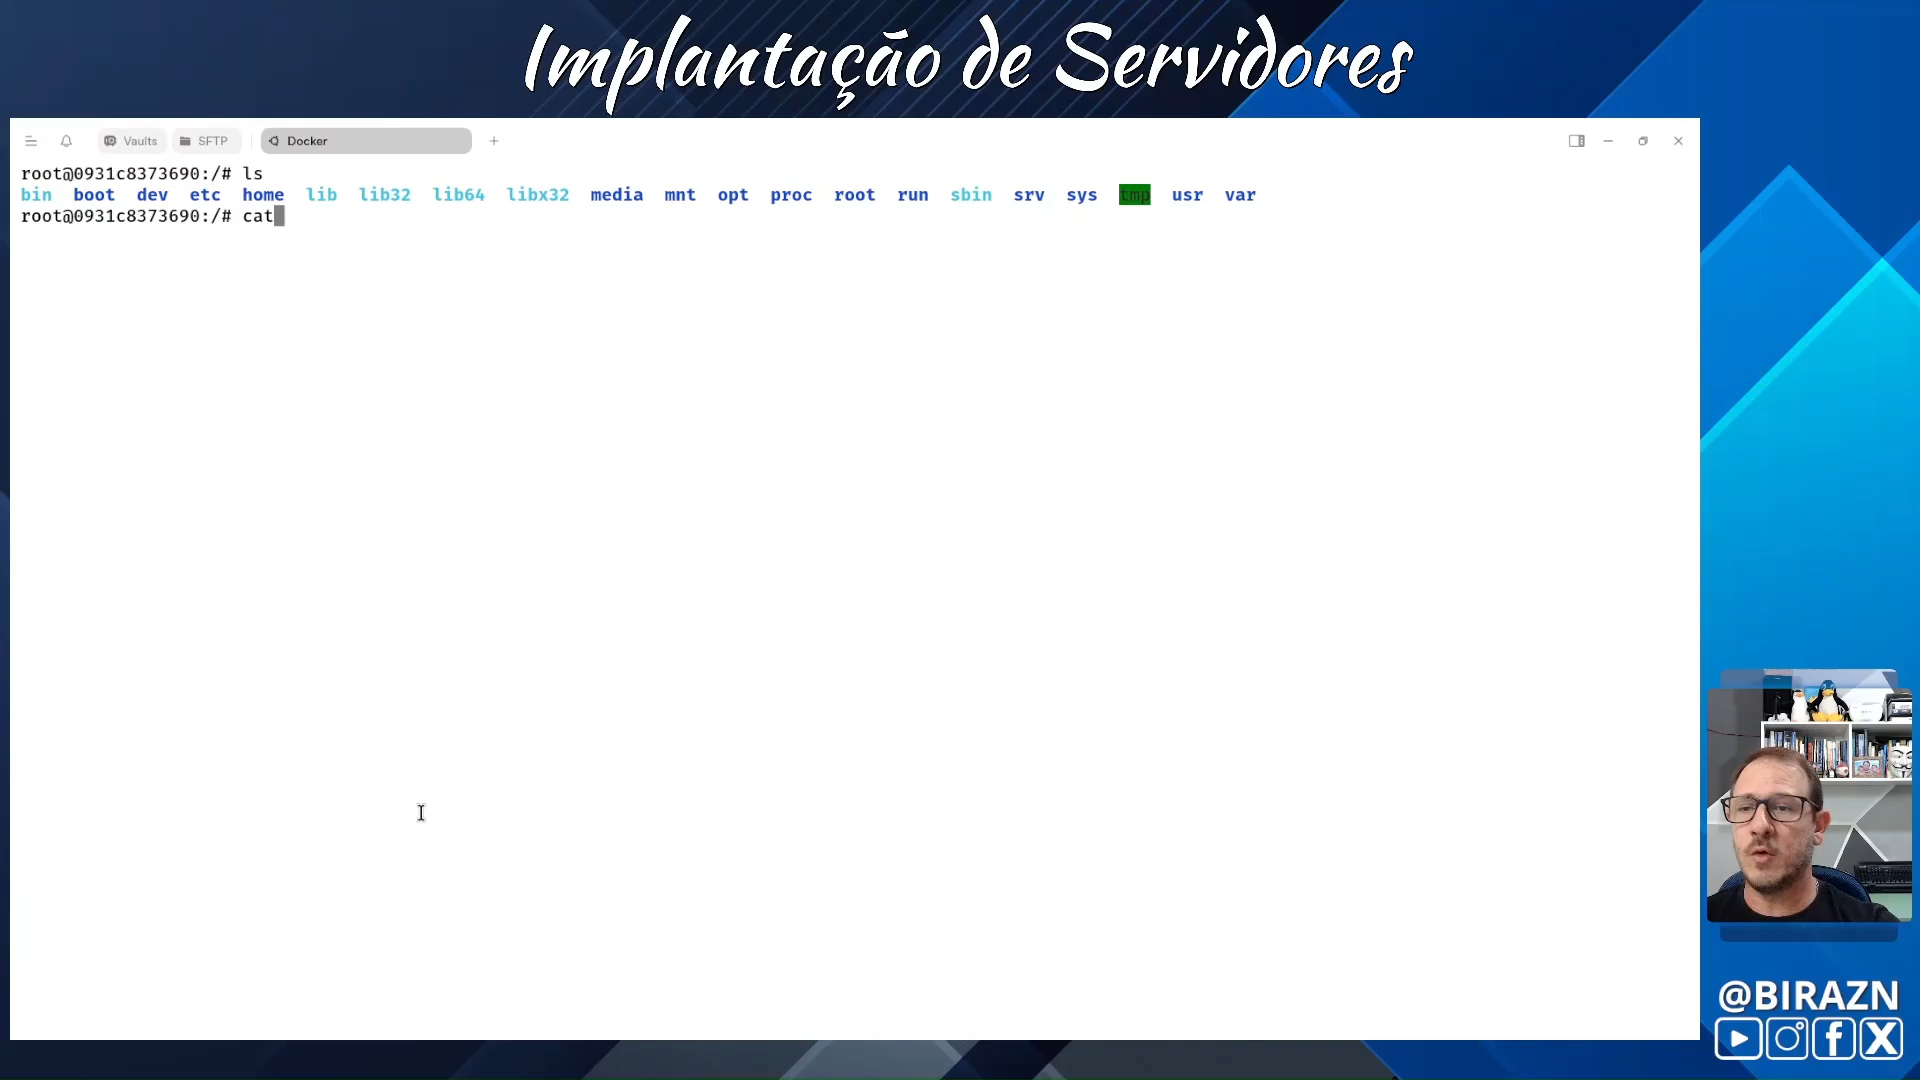 Implantação de Servidores
Vaults SFTP Docker
root@0931c8373690:/# ls
bin boot dev etc home lib lib32 lib64 libx32 media mnt opt proc root run sbin srv sys tmp usr var
root@0931c8373690:/# cat
@BIRAZN